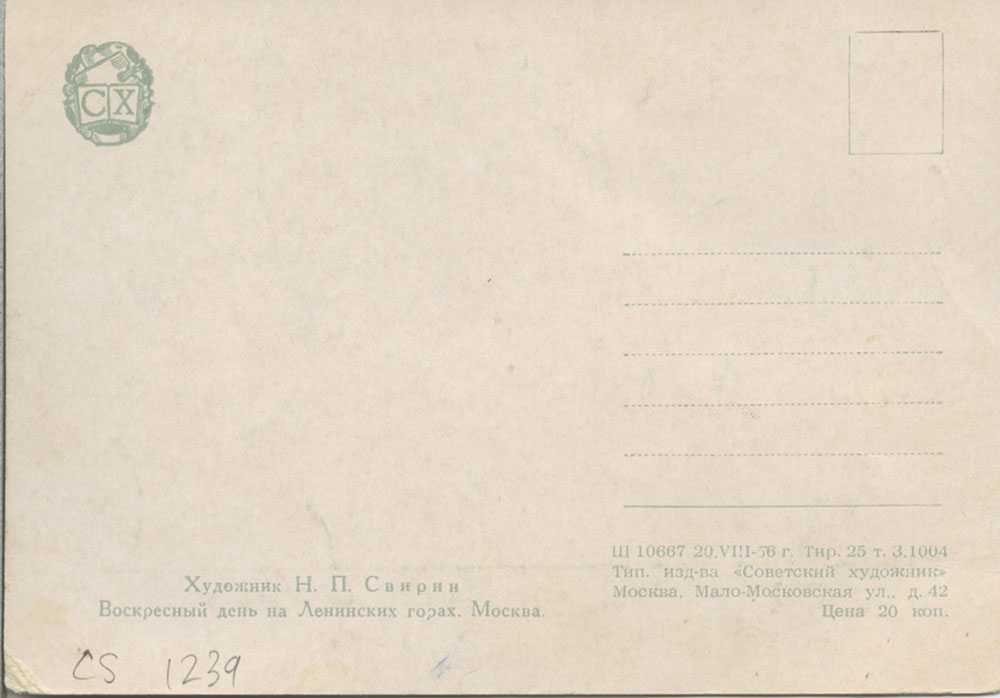 СХ
Художник Н. П. Свирин
Воскресный день на Ленинских горах. Москва.
Ш 10667 20.VIII-56 г. Тир. 25 т. З.1004
Тип. изд-ва «Советский художник»
Москва, Мало-Московская ул., д. 42
Цена 20 коп.
CS 1239